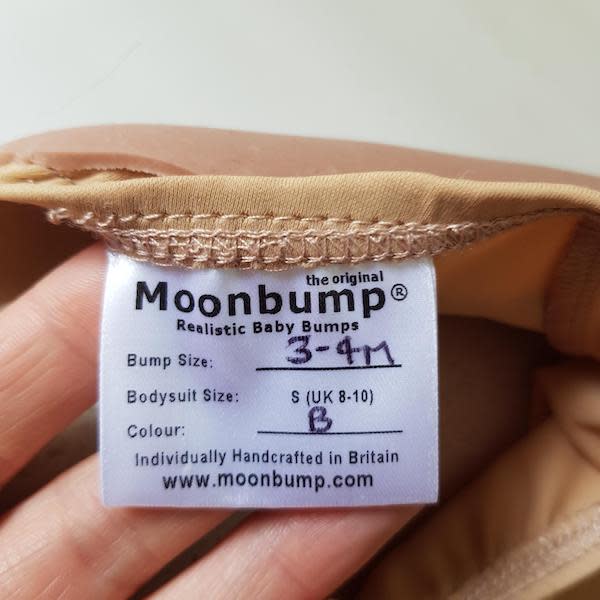 the original
Moonbump®
Realistic Baby Bumps
Bump Size: 3-4M
Bodysuit Size: S (UK 8-10)
Colour: B
Individually Handcrafted in Britain
www.moonbump.com